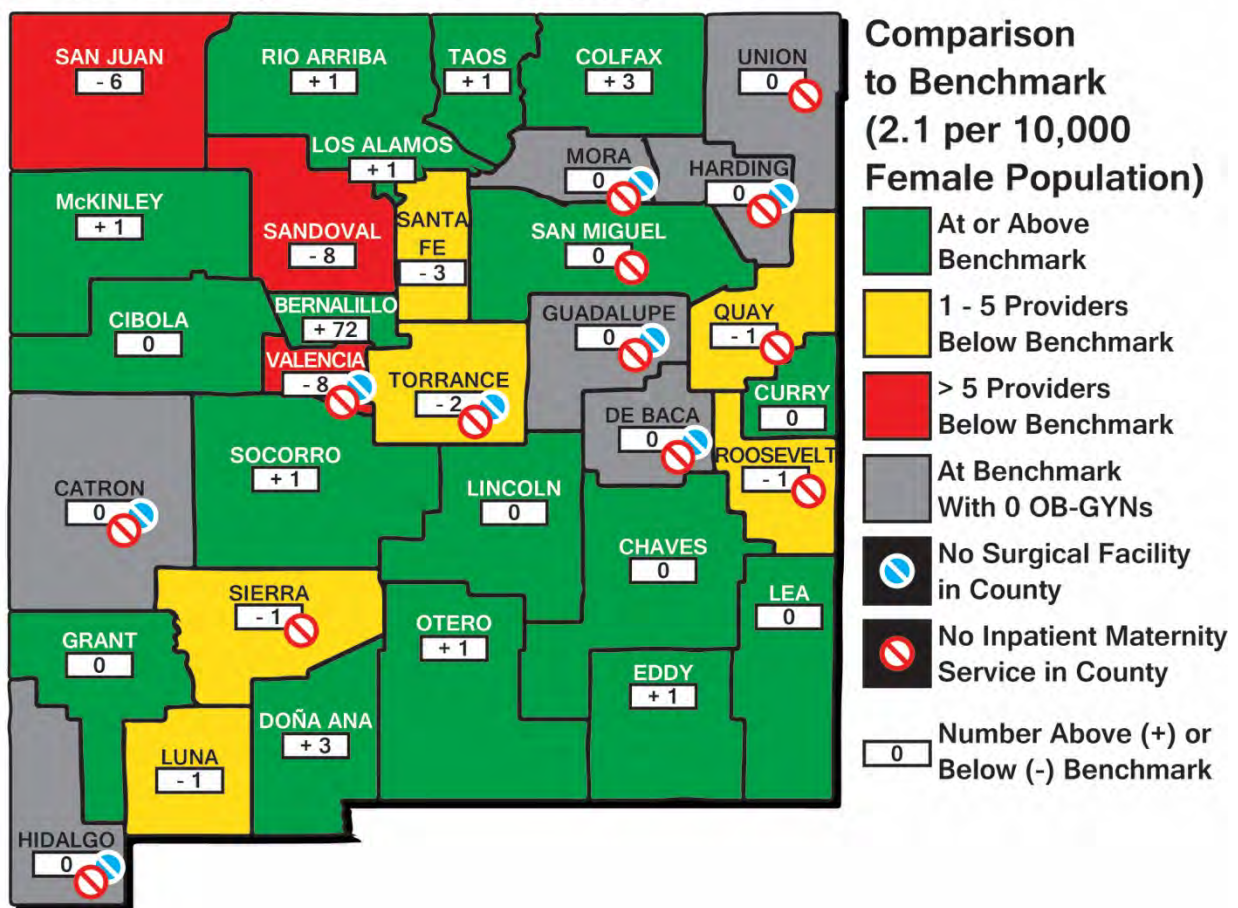 SAN JUAN
- 6
RIO ARRIBA
+ 1
TAOS
+ 1
COLFAX
+ 3
UNION
0
LOS ALAMOS
+ 1
MORA
0
HARDING
0
McKINLEY
+ 1
SANDOVAL
- 8
SANTA
FE
- 3
SAN MIGUEL
0
CIBOLA
0
BERNALILLO
+ 72
GUADALUPE
0
QUAY
- 1
VALENCIA
- 8
TORRANCE
- 2
CURRY
0
DE BACA
0
ROOSEVELT
- 1
CATRON
0
SOCORRO
+ 1
LINCOLN
0
CHAVES
0
LEA
0
SIERRA
- 1
GRANT
0
OTERO
+ 1
EDDY
+ 1
DOÑA ANA
+ 3
LUNA
- 1
HIDALGO
0
Comparison
to Benchmark
(2.1 per 10,000
Female Population)
At or Above
Benchmark
1 - 5 Providers
Below Benchmark
> 5 Providers
Below Benchmark
At Benchmark
With 0 OB-GYNs
No Surgical Facility
in County
No Inpatient Maternity
Service in County
0
Number Above (+) or
Below (-) Benchmark